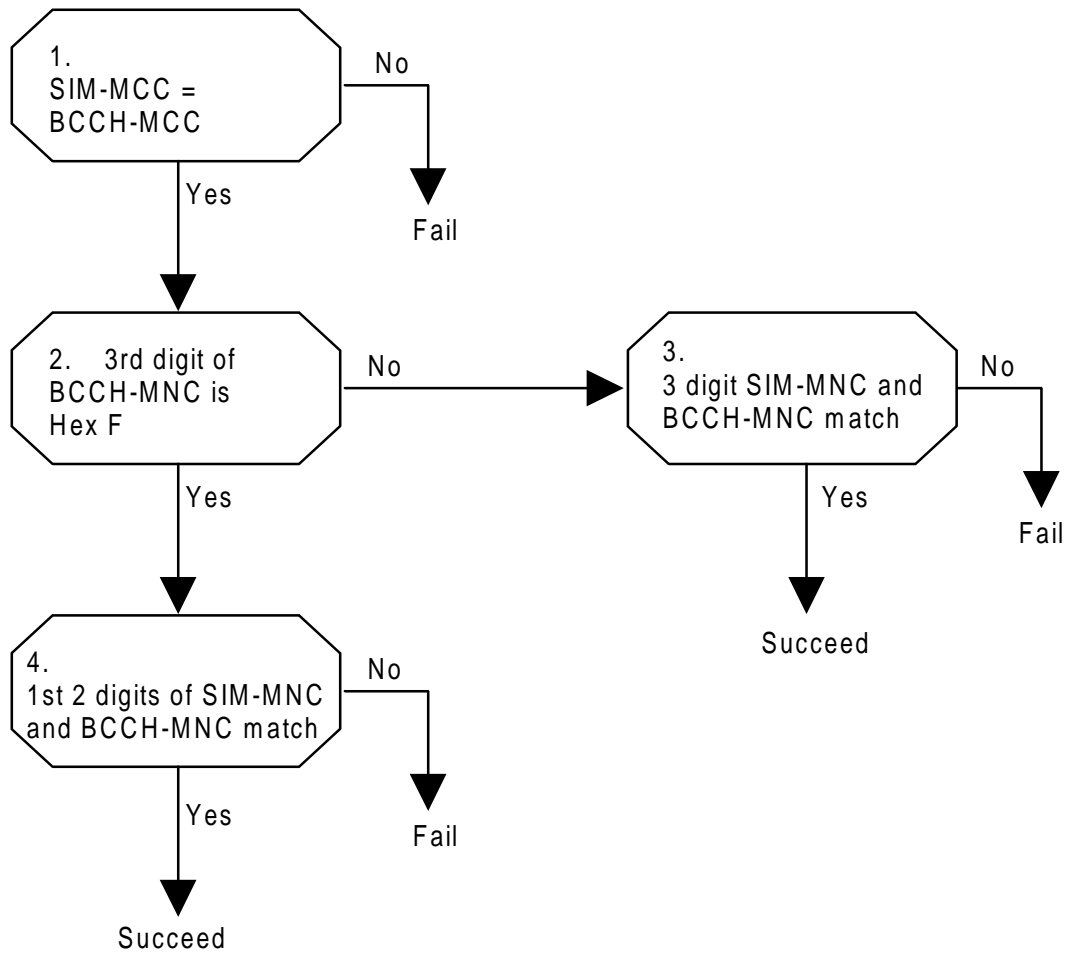 1.
SIM-MCC =
BCCH-MCC
No
Yes
Fail
2. 3rd digit of
BCCH-MNC is
Hex F
No
3.
3 digit SIM-MNC and
BCCH-MNC match
No
Yes
Yes
Fail
Succeed
4.
1st 2 digits of SIM-MNC
and BCCH-MNC match
No
Yes
Fail
Succeed